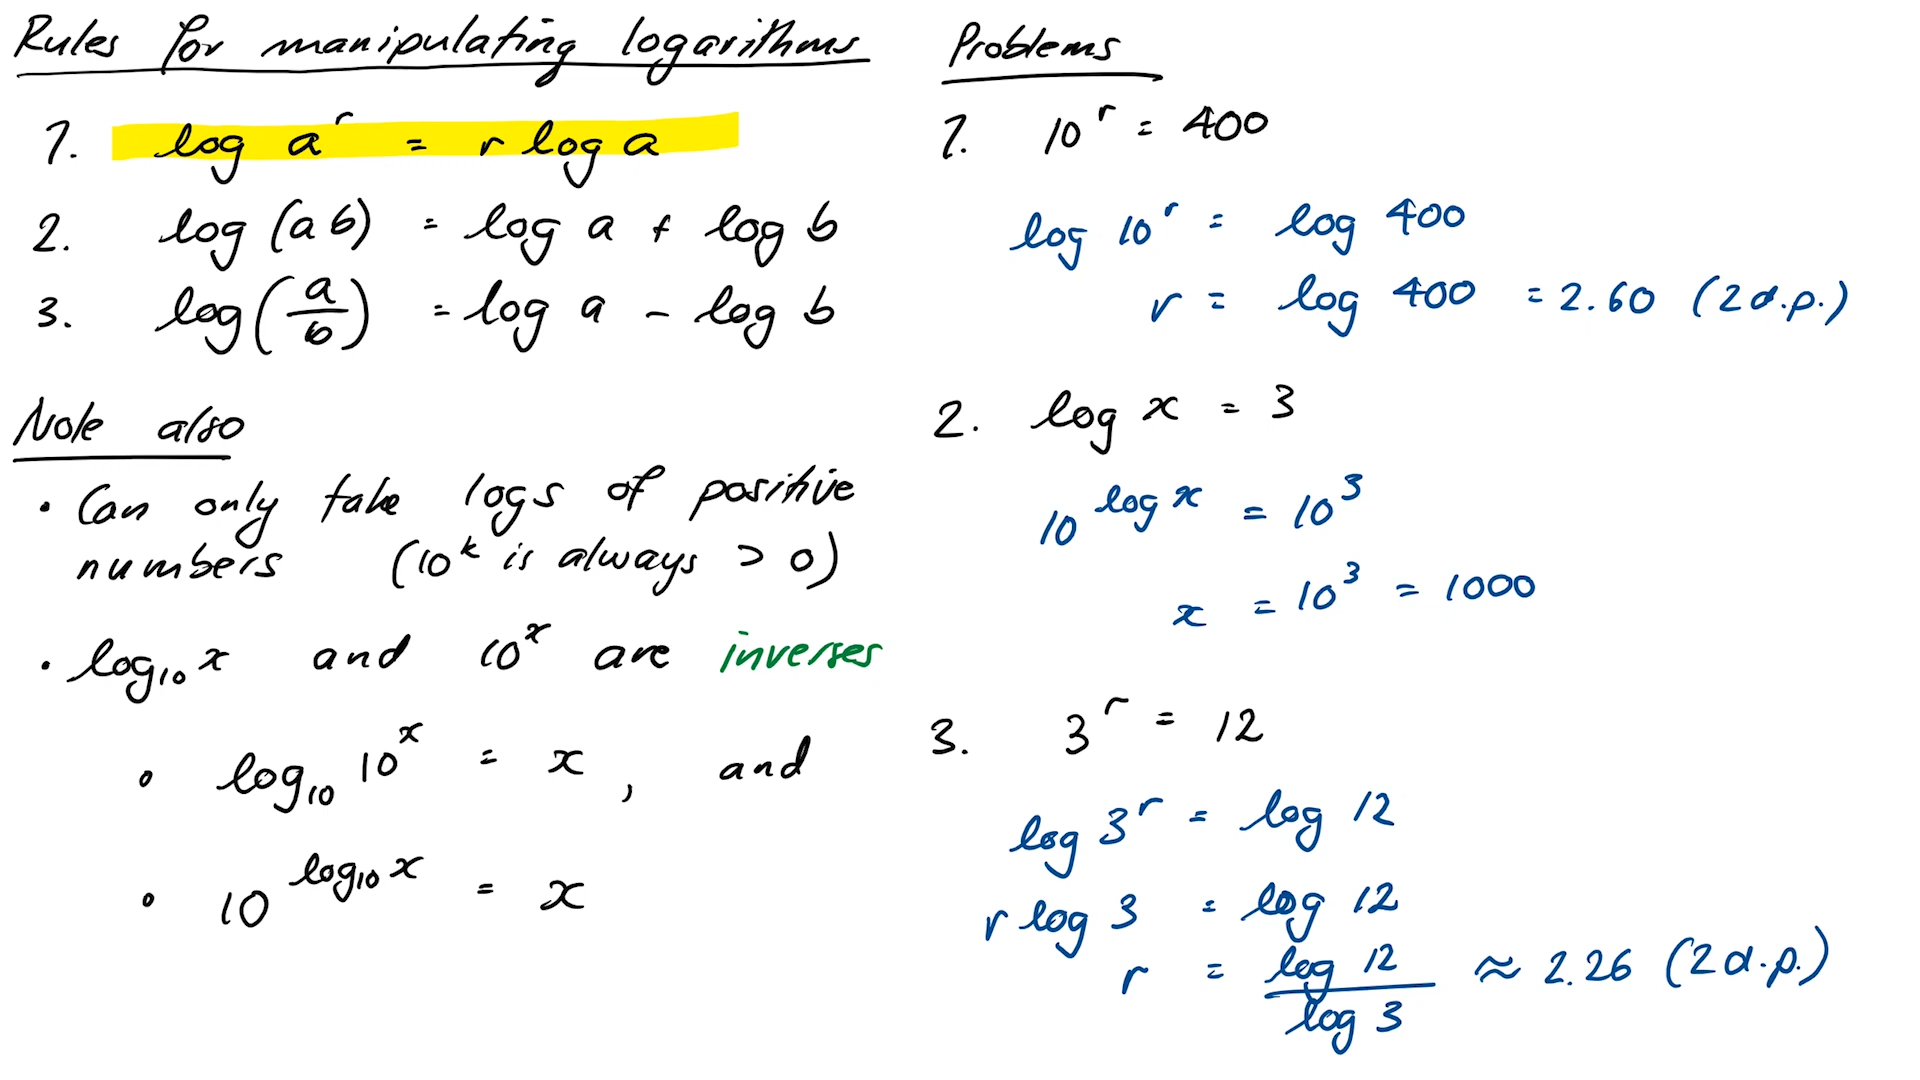 Rules for manipulating logarithms
1. log a^r = r log a
2. log (ab) = log a + log b
3. log(a/b) = log a - log b
Note also
• Can only take logs of positive
numbers (10^k is always > 0)
• log₁₀ x and 10^x are inverses
∘ log₁₀ 10^x = x , and
∘ 10^(log₁₀ x) = x
Problems
1. 10^r = 400
log 10^r = log 400
r = log 400 = 2.60 (2d.p.)
2. log x = 3
10^(log x) = 10^3
x = 10^3 = 1000
3. 3^r = 12
log 3^r = log 12
r log 3 = log 12
r = log 12 / log 3 ≈ 2.26 (2d.p.)